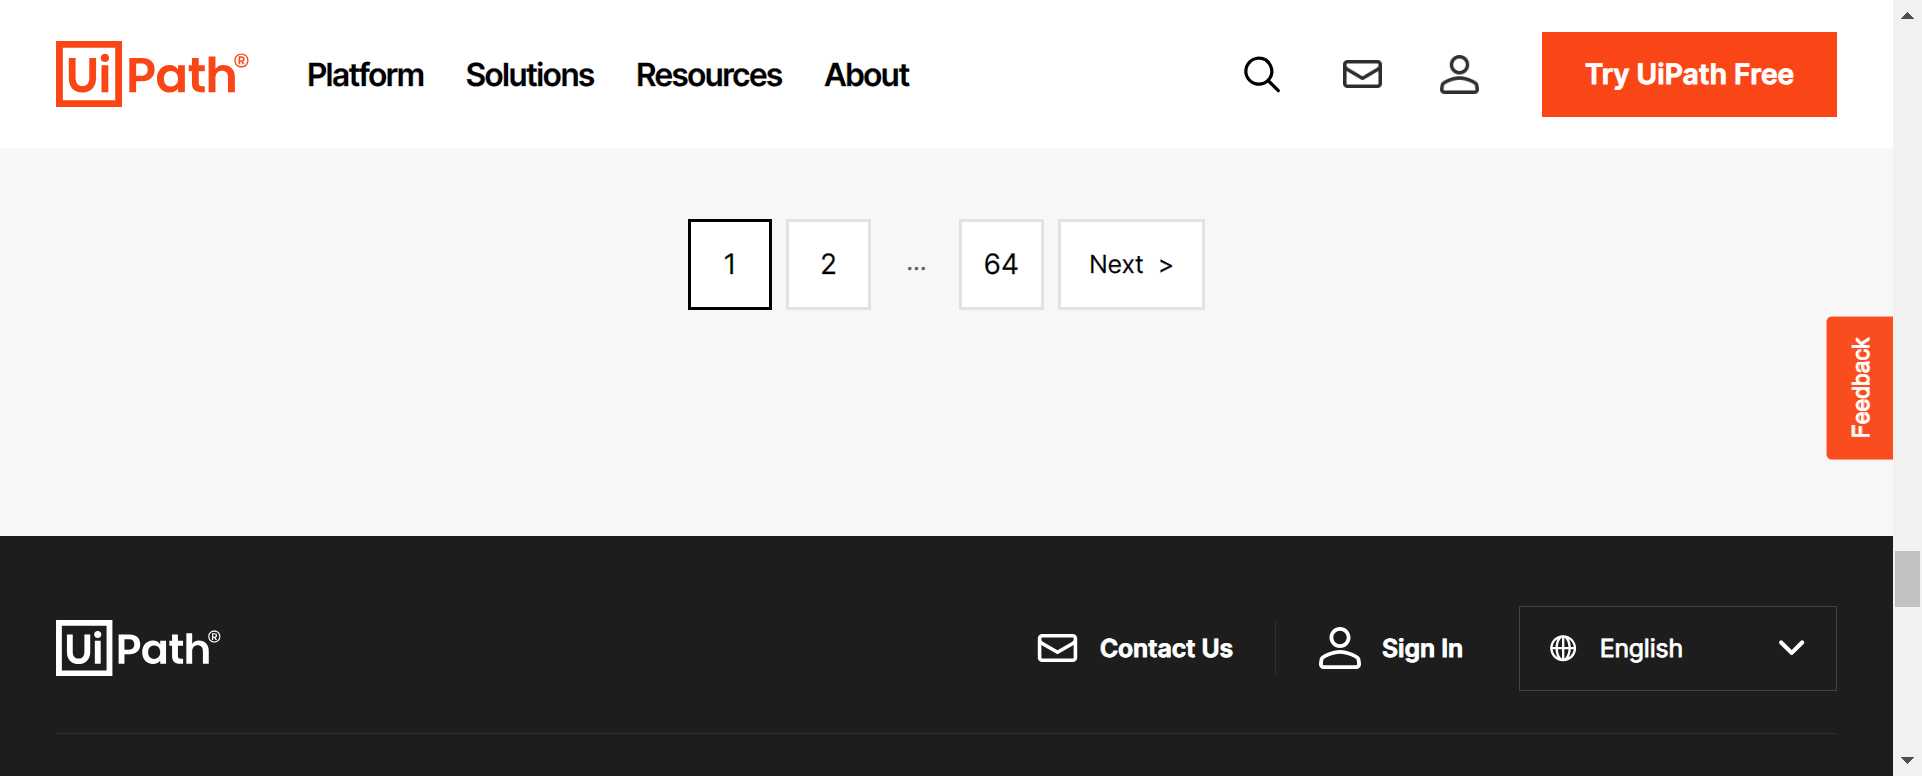 UiPath® Platform Solutions Resources About Try UiPath Free
1 2 ... 64 Next >
Feedback
UiPath® Contact Us Sign In English